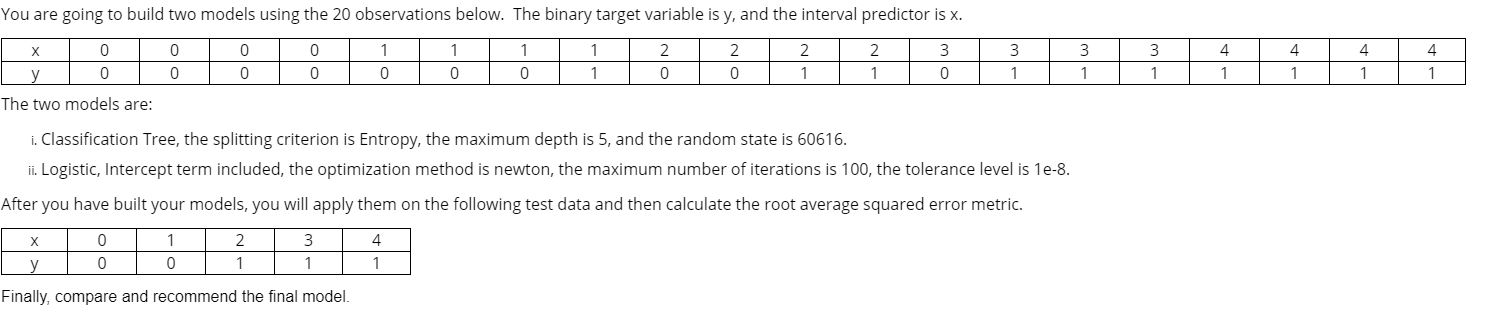 You are going to build two models using the 20 observations below. The binary target variable is y, and the interval predictor is x.
x 0 0 0 0 1 1 1 1 2 2 2 2 3 3 3 3 4 4 4 4
y 0 0 0 0 0 0 0 1 0 0 1 1 0 1 1 1 1 1 1 1
The two models are:
i. Classification Tree, the splitting criterion is Entropy, the maximum depth is 5, and the random state is 60616.
ii. Logistic, Intercept term included, the optimization method is newton, the maximum number of iterations is 100, the tolerance level is 1e-8.
After you have built your models, you will apply them on the following test data and then calculate the root average squared error metric.
x 0 1 2 3 4
y 0 0 1 1 1
Finally, compare and recommend the final model.